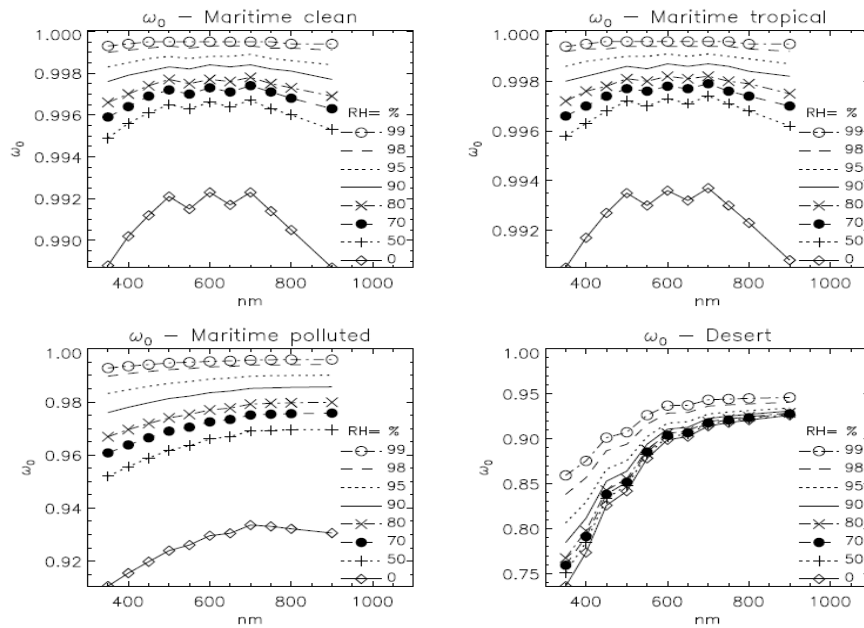 ω₀ − Maritime clean
1.000
0.998
0.996
0.994
0.992
0.990
ω₀
400 600 800 1000
nm
RH= %
99
98
95
90
80
70
50
0
ω₀ − Maritime tropical
1.000
0.998
0.996
0.994
0.992
ω₀
400 600 800 1000
nm
RH= %
99
98
95
90
80
70
50
0
ω₀ − Maritime polluted
1.00
0.98
0.96
0.94
0.92
ω₀
400 600 800 1000
nm
RH= %
99
98
95
90
80
70
50
0
ω₀ − Desert
1.00
0.95
0.90
0.85
0.80
0.75
ω₀
400 600 800 1000
nm
RH= %
99
98
95
90
80
70
50
0